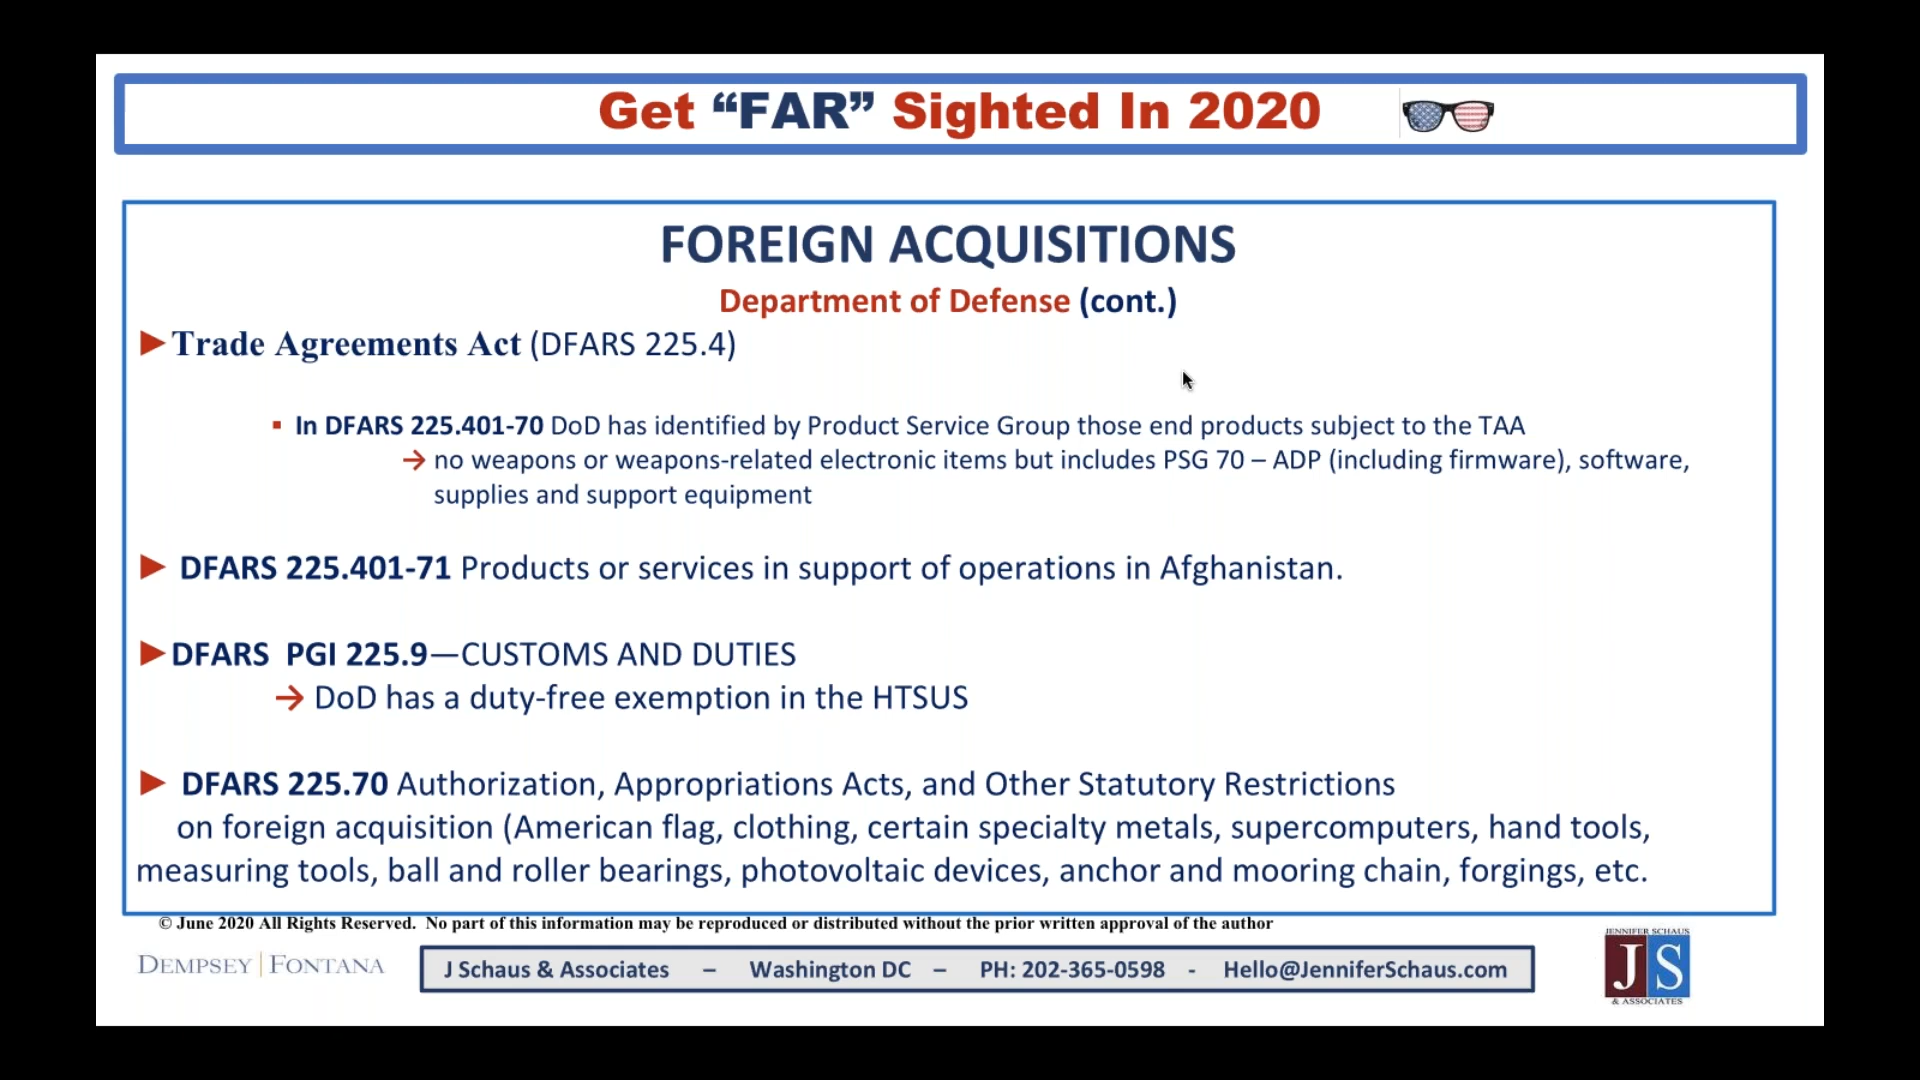 Get “FAR” Sighted In 2020
FOREIGN ACQUISITIONS
Department of Defense (cont.)
►Trade Agreements Act (DFARS 225.4)
▪ In DFARS 225.401-70 DoD has identified by Product Service Group those end products subject to the TAA
→ no weapons or weapons-related electronic items but includes PSG 70 – ADP (including firmware), software,
supplies and support equipment
► DFARS 225.401-71 Products or services in support of operations in Afghanistan.
►DFARS PGI 225.9—CUSTOMS AND DUTIES
→ DoD has a duty-free exemption in the HTSUS
► DFARS 225.70 Authorization, Appropriations Acts, and Other Statutory Restrictions
on foreign acquisition (American flag, clothing, certain specialty metals, supercomputers, hand tools,
measuring tools, ball and roller bearings, photovoltaic devices, anchor and mooring chain, forgings, etc.
© June 2020 All Rights Reserved. No part of this information may be reproduced or distributed without the prior written approval of the author
DEMPSEY | FONTANA
J Schaus & Associates – Washington DC – PH: 202-365-0598 - Hello@JenniferSchaus.com
JENNIFER SCHAUS
JS
& ASSOCIATES